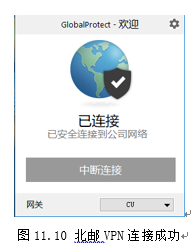 GlobalProtect - 欢迎
已连接
已安全连接到公司网络
中断连接
网关 CU
图 11.10 北邮 VPN 连接成功